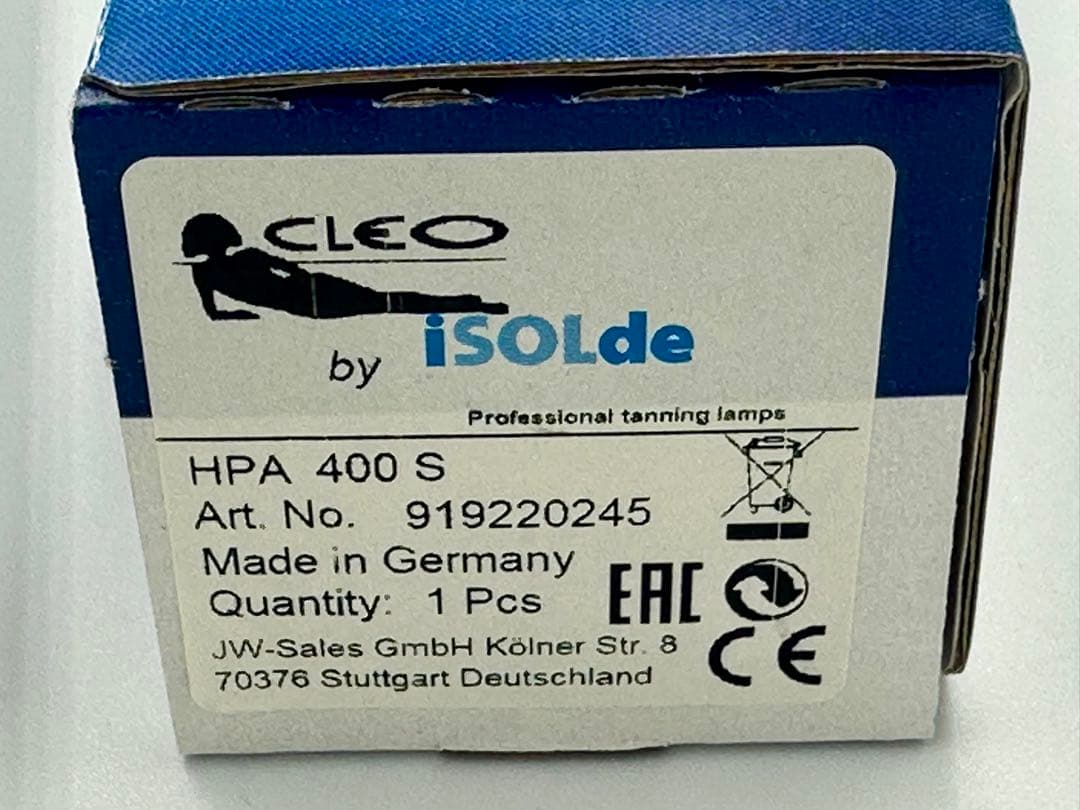 CLEO
by iSOLde
Professional tanning lamps
HPA 400 S
Art. No. 919220245
Made in Germany
Quantity: 1 Pcs
EAC
JW-Sales GmbH Kölner Str. 8
70376 Stuttgart Deutschland
CE